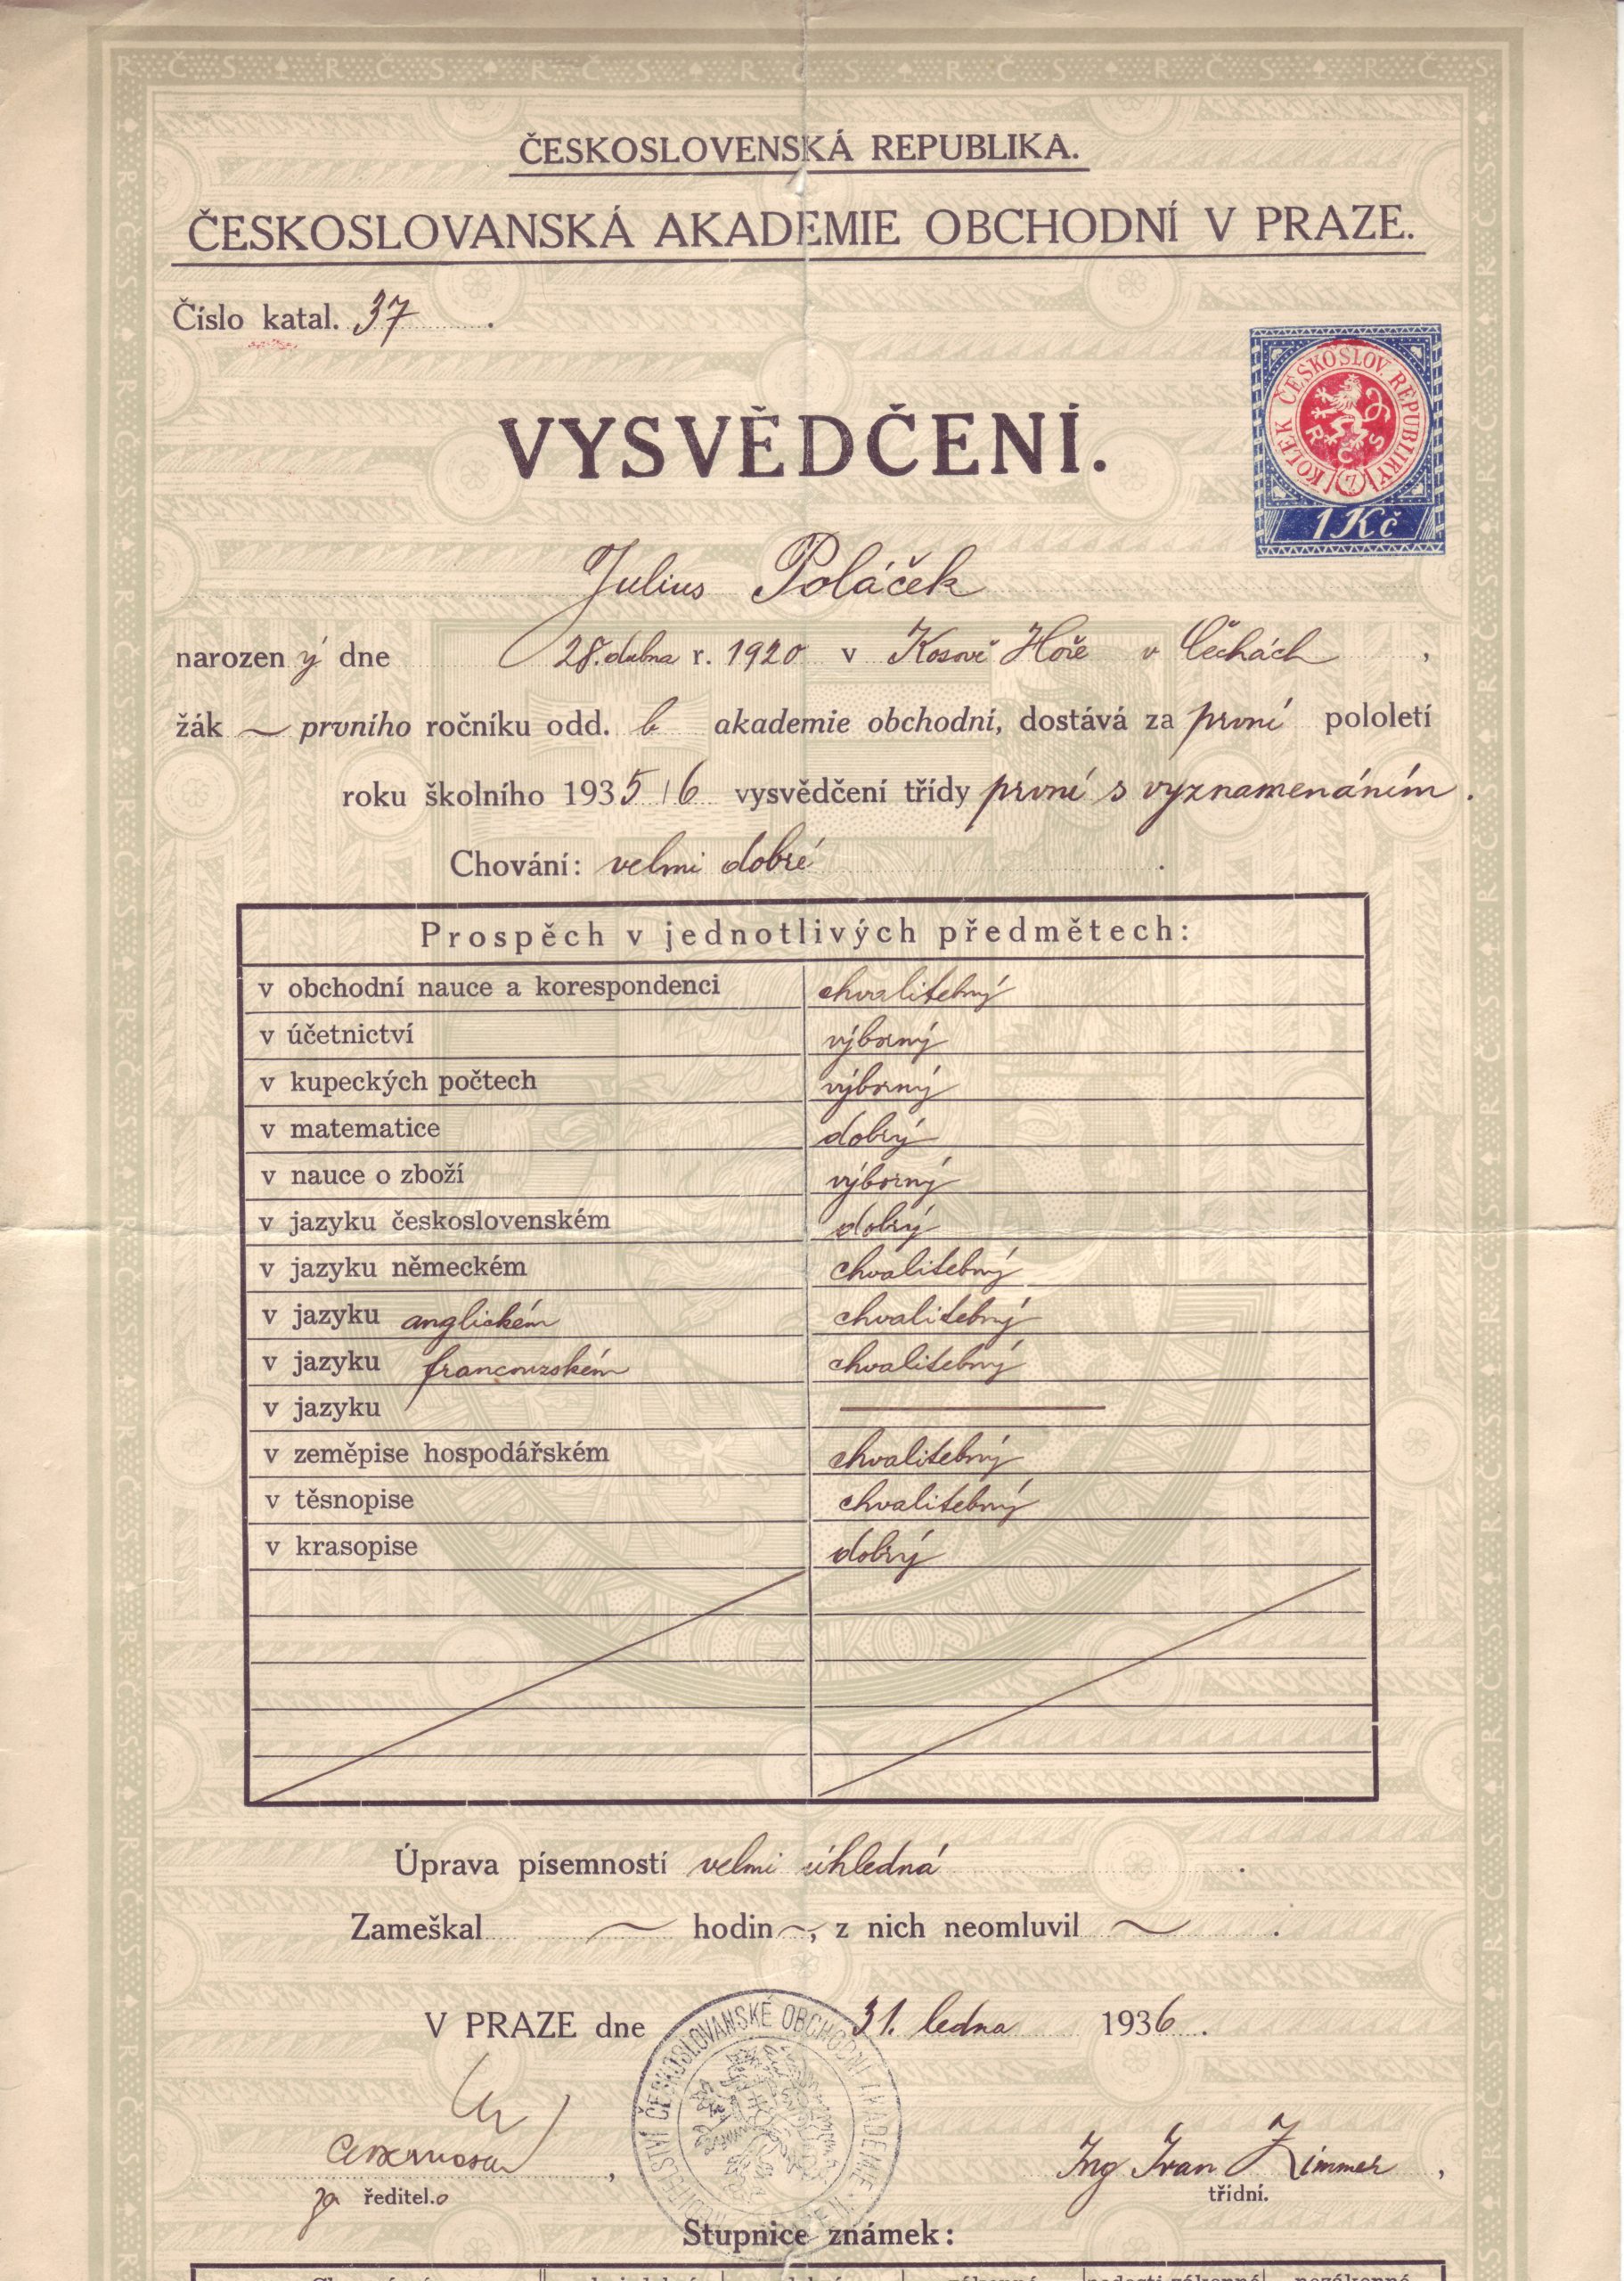 ČESKOSLOVENSKÁ REPUBLIKA.
ČESKOSLOVANSKÁ AKADEMIE OBCHODNÍ V PRAZE.
Číslo katal. 37.
KOLEK ČESKOSLOV. REPUBLIKY
RČS
1 Kč
VYSVĚDČENÍ.
Julius Poláček
narozený dne 28. dubna r. 1920 v Kosově Hoře v Čechách,
žák ~ prvního ročníku odd. b akademie obchodní, dostává za první pololetí
roku školního 1935/6 vysvědčení třídy první s vyznamenáním.
Chování: velmi dobré.
Prospěch v jednotlivých předmětech:
v obchodní nauce a korespondenci chvalitebný
v účetnictví výborný
v kupeckých počtech výborný
v matematice dobrý
v nauce o zboží výborný
v jazyku československém dobrý
v jazyku německém chvalitebný
v jazyku anglickém chvalitebný
v jazyku francouzském chvalitebný
v jazyku —
v zeměpise hospodářském chvalitebný
v těsnopise chvalitebný
v krasopise dobrý
Úprava písemností velmi úhledná.
Zameškal ~ hodin ~, z nich neomluvil ~.
V PRAZE dne 31. ledna 1936.
ČESKOSLOVANSKÉ OBCHODNÍ AKADEMIE
Ing Ivan Zimmer,
za ředitel.
třídní.
Stupnice známek: